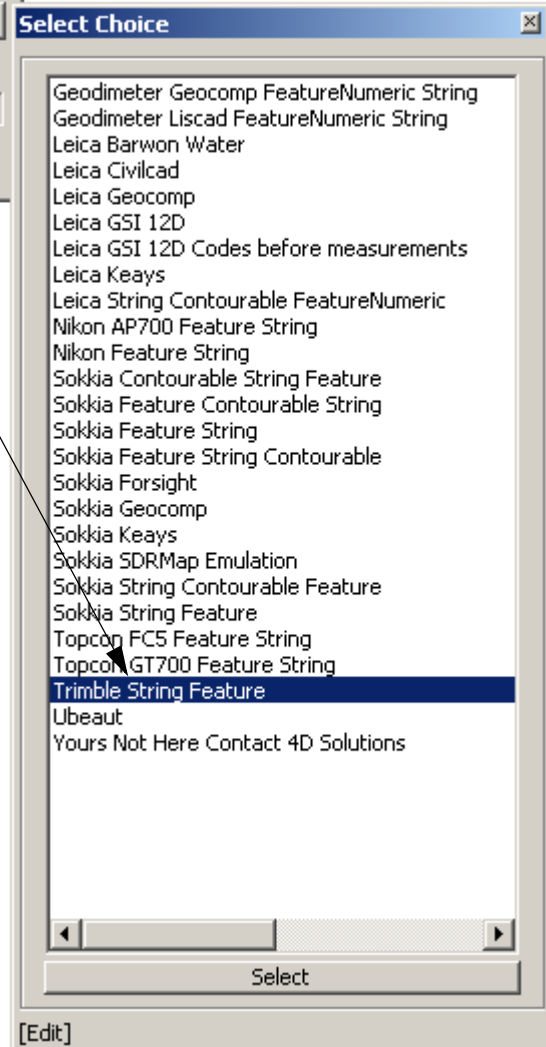 Select Choice
Geodimeter Geocomp FeatureNumeric String
Geodimeter Liscad FeatureNumeric String
Leica Barwon Water
Leica Civilcad
Leica Geocomp
Leica GSI 12D
Leica GSI 12D Codes before measurements
Leica Keays
Leica String Contourable FeatureNumeric
Nikon AP700 Feature String
Nikon Feature String
Sokkia Contourable String Feature
Sokkia Feature Contourable String
Sokkia Feature String
Sokkia Feature String Contourable
Sokkia Forsight
Sokkia Geocomp
Sokkia Keays
Sokkia SDRMap Emulation
Sokkia String Contourable Feature
Sokkia String Feature
Topcon FC5 Feature String
Topcon GT700 Feature String
Trimble String Feature
Ubeaut
Yours Not Here Contact 4D Solutions
Select
[Edit]